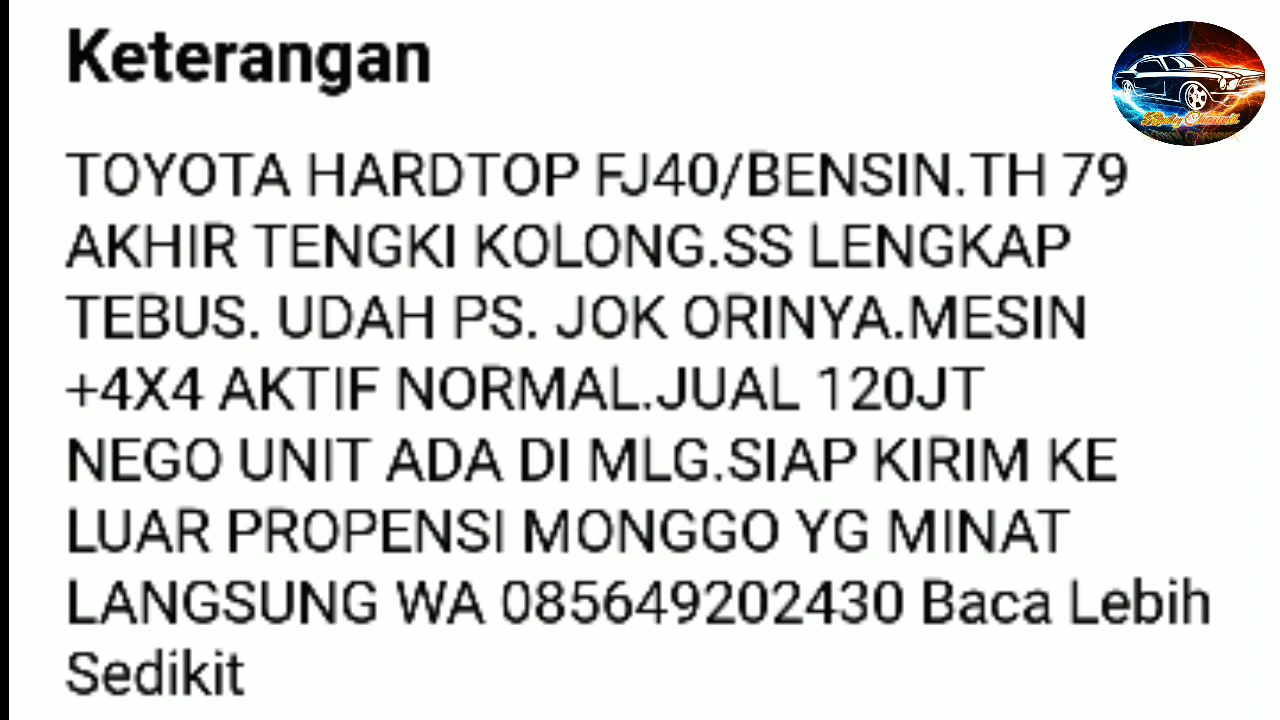 Keterangan
TOYOTA HARDTOP FJ40/BENSIN.TH 79
AKHIR TENGKI KOLONG.SS LENGKAP
TEBUS. UDAH PS. JOK ORINYA.MESIN
+4X4 AKTIF NORMAL.JUAL 120JT
NEGO UNIT ADA DI MLG.SIAP KIRIM KE
LUAR PROPENSI MONGGO YG MINAT
LANGSUNG WA 085649202430 Baca Lebih
Sedikit